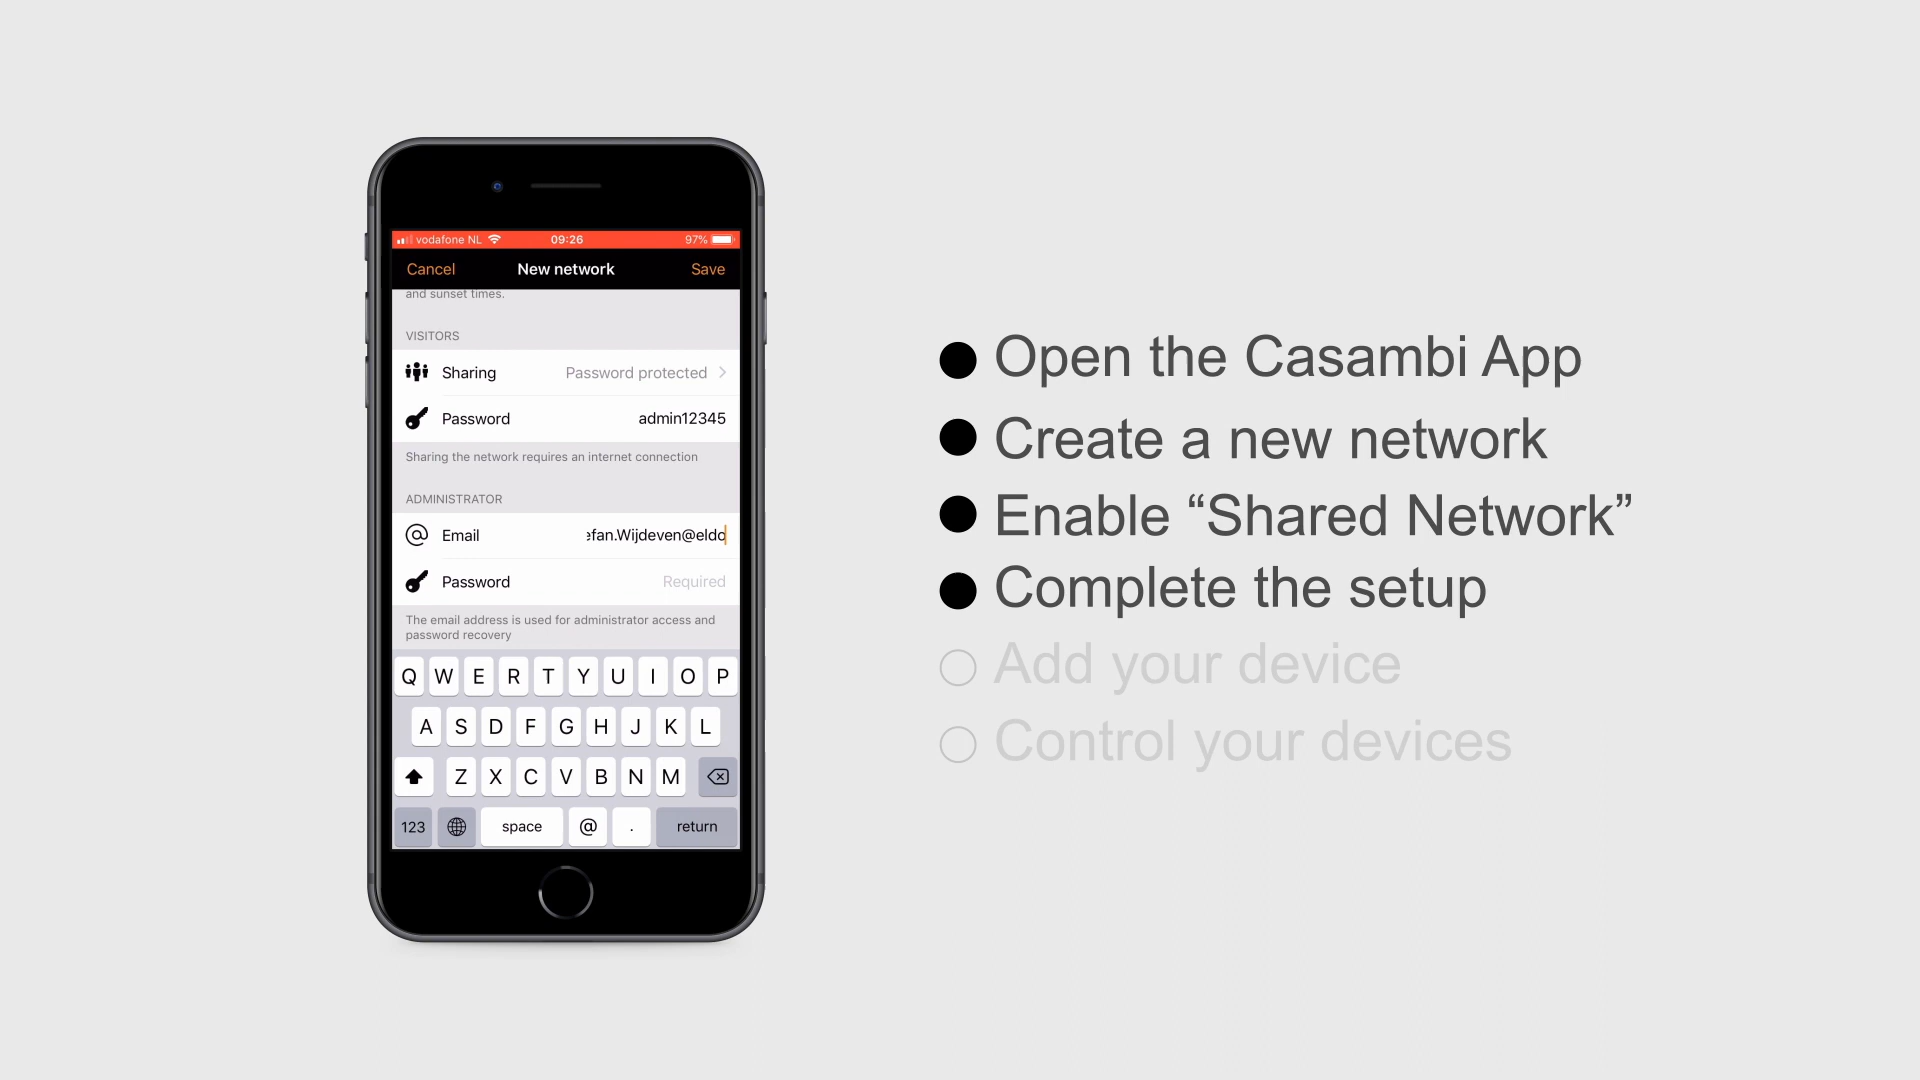 vodafone NL 09:26 97%
Cancel New network Save
and sunset times.
VISITORS
Sharing Password protected
Password admin12345
Sharing the network requires an internet connection
ADMINISTRATOR
Email efan.Wijdeven@eldo
Password Required
The email address is used for administrator access and
password recovery
Q W E R T Y U I O P
A S D F G H J K L
Z X C V B N M
123 space @ . return
Open the Casambi App
Create a new network
Enable “Shared Network”
Complete the setup
Add your device
Control your devices